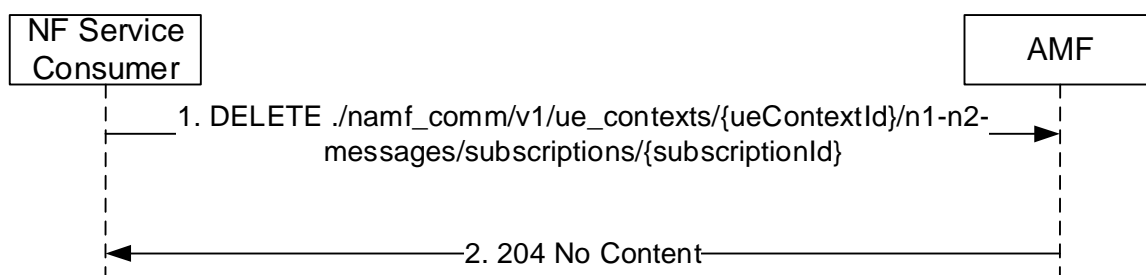 NF Service
Consumer
AMF
1. DELETE ./namf_comm/v1/ue_contexts/{ueContextId}/n1-n2-
messages/subscriptions/{subscriptionId}
2. 204 No Content